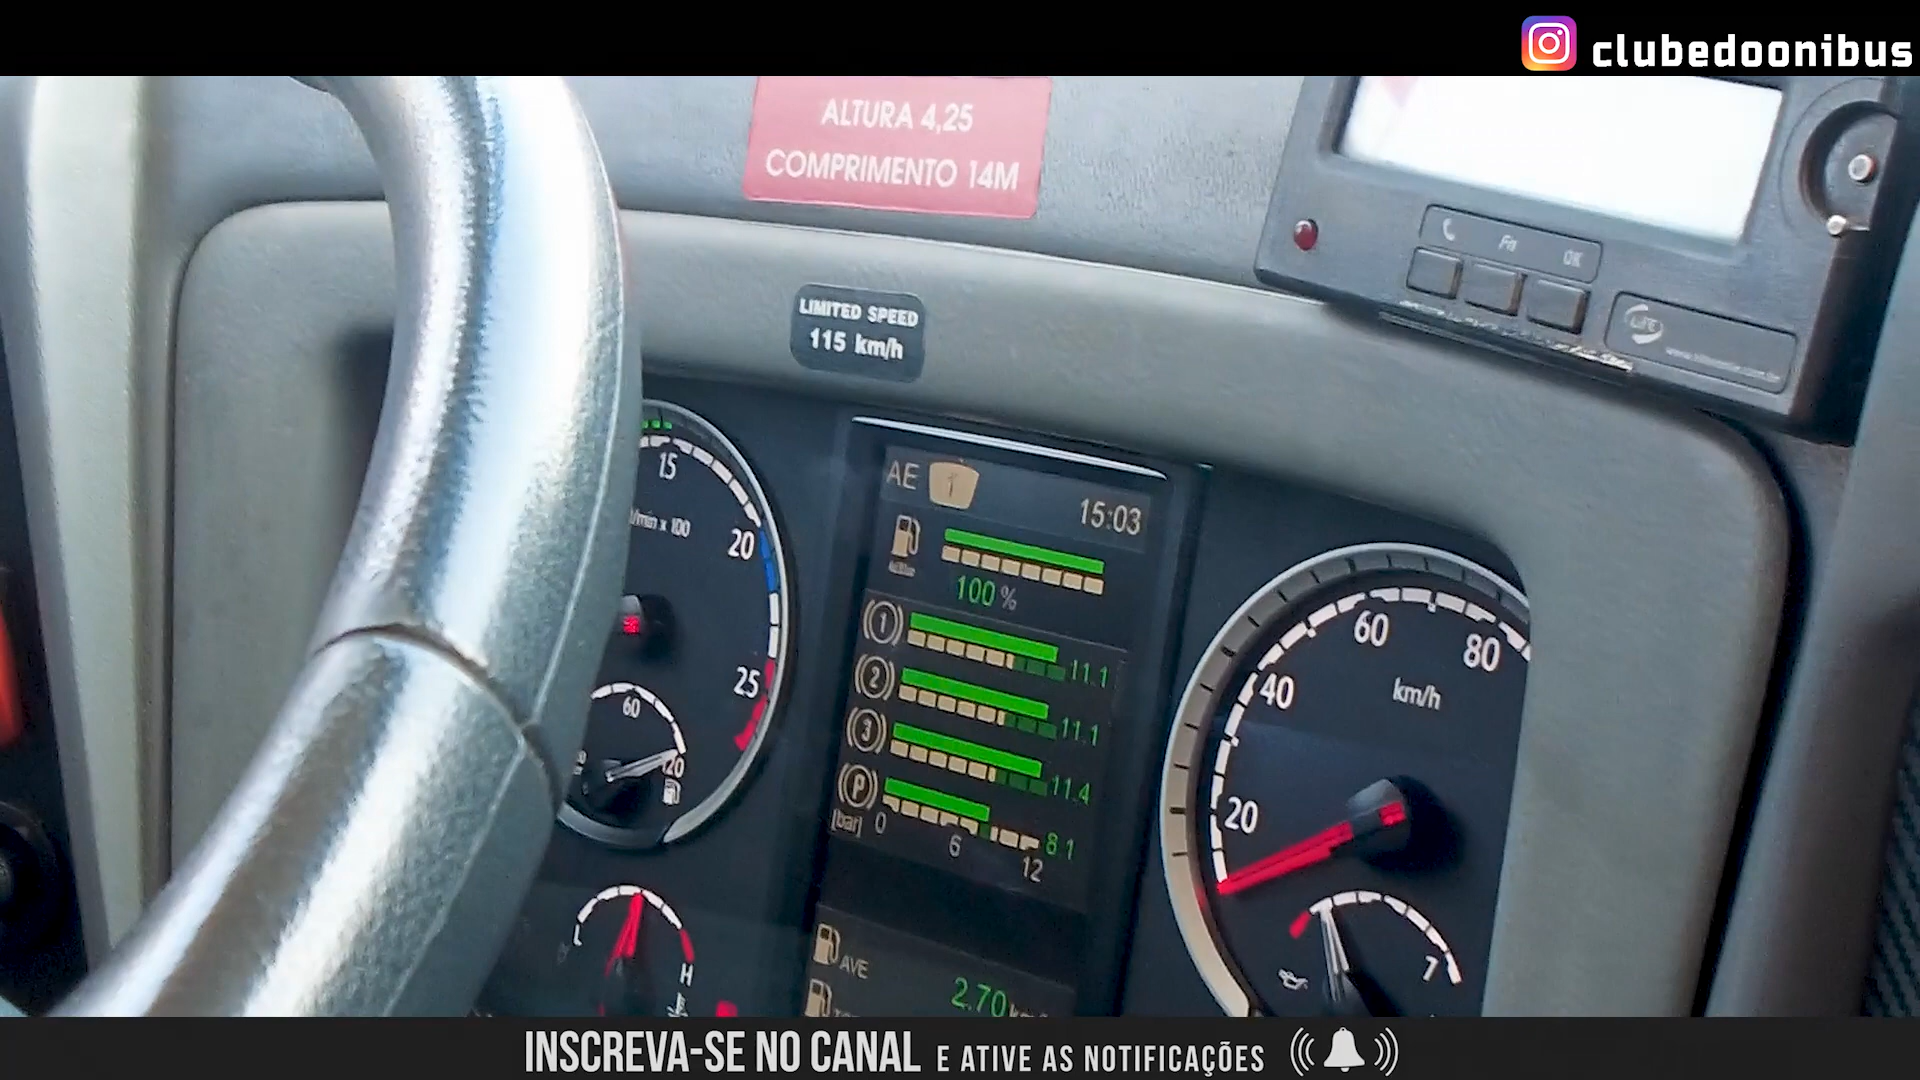 clubedoonibus
ALTURA 4,25
COMPRIMENTO 14M
Fn OK
LIMITED SPEED
115 km/h
LIFE
15
20
25
60
120
H
AE 15:03
100 %
1 11.1
2 11.1
3 11.4
P 8.1
[bar] 0 6 12
AVE
2.70
20
40
60
80
km/h
7
INSCREVA-SE NO CANAL E ATIVE AS NOTIFICAÇÕES